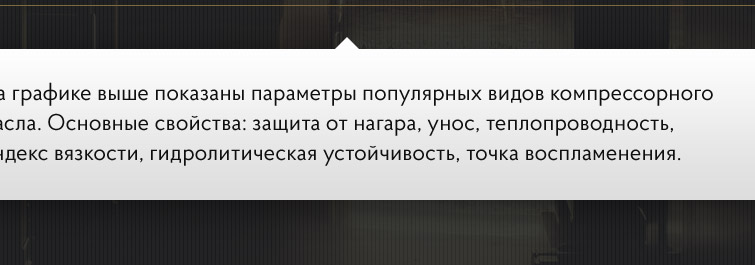 а графике выше показаны параметры популярных видов компрессорного
асла. Основные свойства: защита от нагара, унос, теплопроводность,
ндекс вязкости, гидролитическая устойчивость, точка воспламенения.